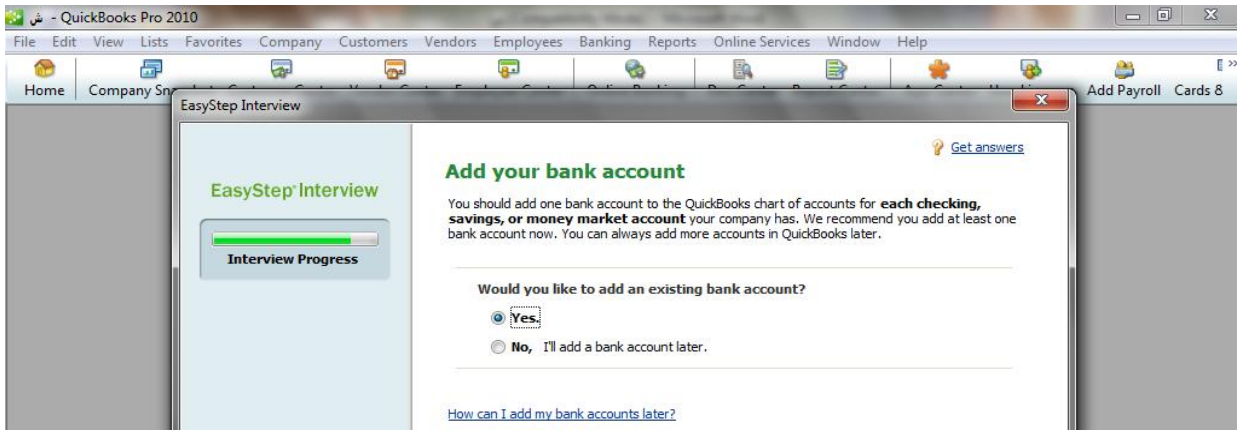 ش - QuickBooks Pro 2010
File Edit View Lists Favorites Company Customers Vendors Employees Banking Reports Online Services Window Help
Home Company Add Payroll Cards &
EasyStep Interview
Get answers
Add your bank account
EasyStep Interview
You should add one bank account to the QuickBooks chart of accounts for each checking,
savings, or money market account your company has. We recommend you add at least one
bank account now. You can always add more accounts in QuickBooks later.
Interview Progress
Would you like to add an existing bank account?
Yes.
No, I'll add a bank account later.
How can I add my bank accounts later?